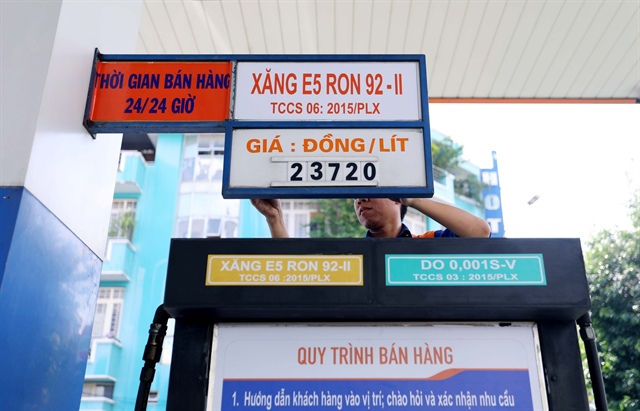 THỜI GIAN BÁN HÀNG
24/24 GIỜ
XĂNG E5 RON 92-II
TCCS 06: 2015/PLX
GIÁ: ĐỒNG/LÍT
23720
XĂNG E5 RON 92-II
TCCS 06 :2015/PLX
DO 0,001S-V
TCCS 03 :2015/PLX
QUY TRÌNH BÁN HÀNG
1. Hướng dẫn khách hàng vào vị trí; chào hỏi và xác nhận nhu cầu